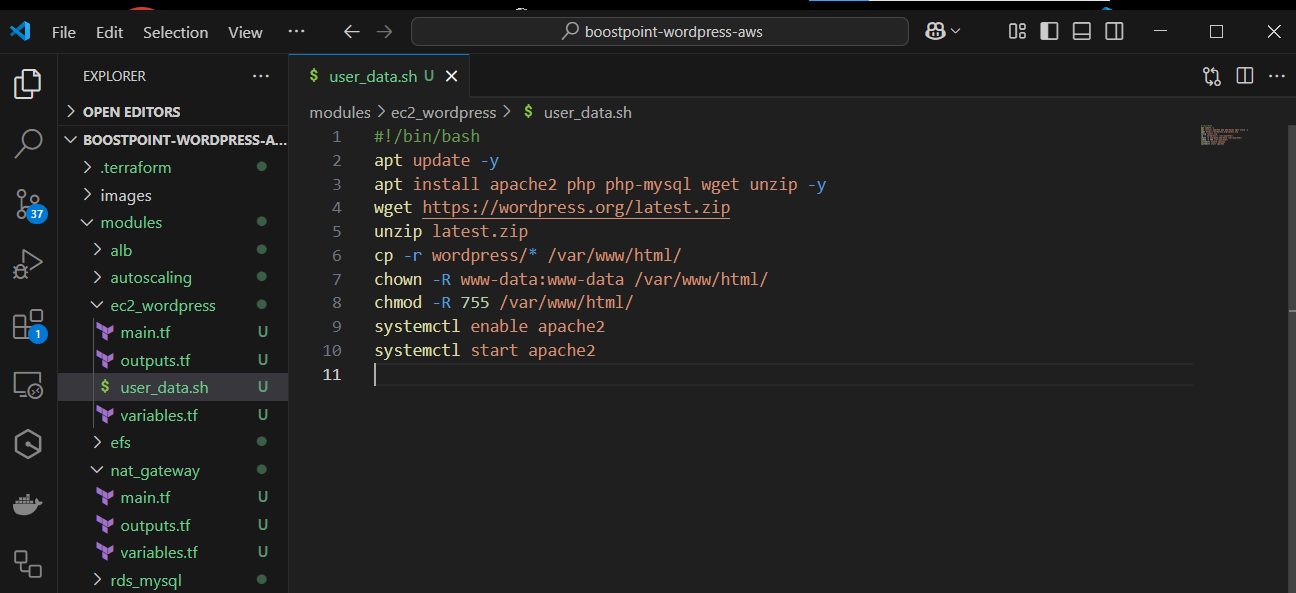 File Edit Selection View ··· boostpoint-wordpress-aws
EXPLORER ···
OPEN EDITORS
BOOSTPOINT-WORDPRESS-A...
.terraform
images
modules
alb
autoscaling
ec2_wordpress
main.tf U
outputs.tf U
$ user_data.sh U
variables.tf U
efs
nat_gateway
main.tf U
outputs.tf U
variables.tf U
rds_mysql
37
1
$ user_data.sh U
modules > ec2_wordpress > $ user_data.sh
1 #!/bin/bash
2 apt update -y
3 apt install apache2 php php-mysql wget unzip -y
4 wget https://wordpress.org/latest.zip
5 unzip latest.zip
6 cp -r wordpress/* /var/www/html/
7 chown -R www-data:www-data /var/www/html/
8 chmod -R 755 /var/www/html/
9 systemctl enable apache2
10 systemctl start apache2
11